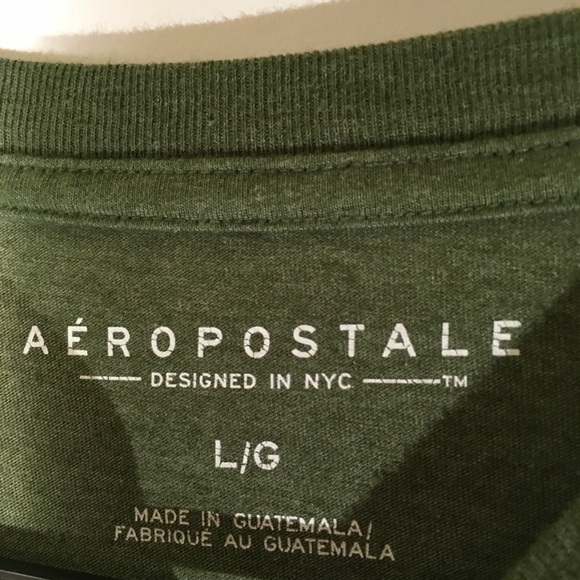 AÉROPOSTALE
DESIGNED IN NYC TM
L/G
MADE IN GUATEMALA/
FABRIQUÉ AU GUATEMALA